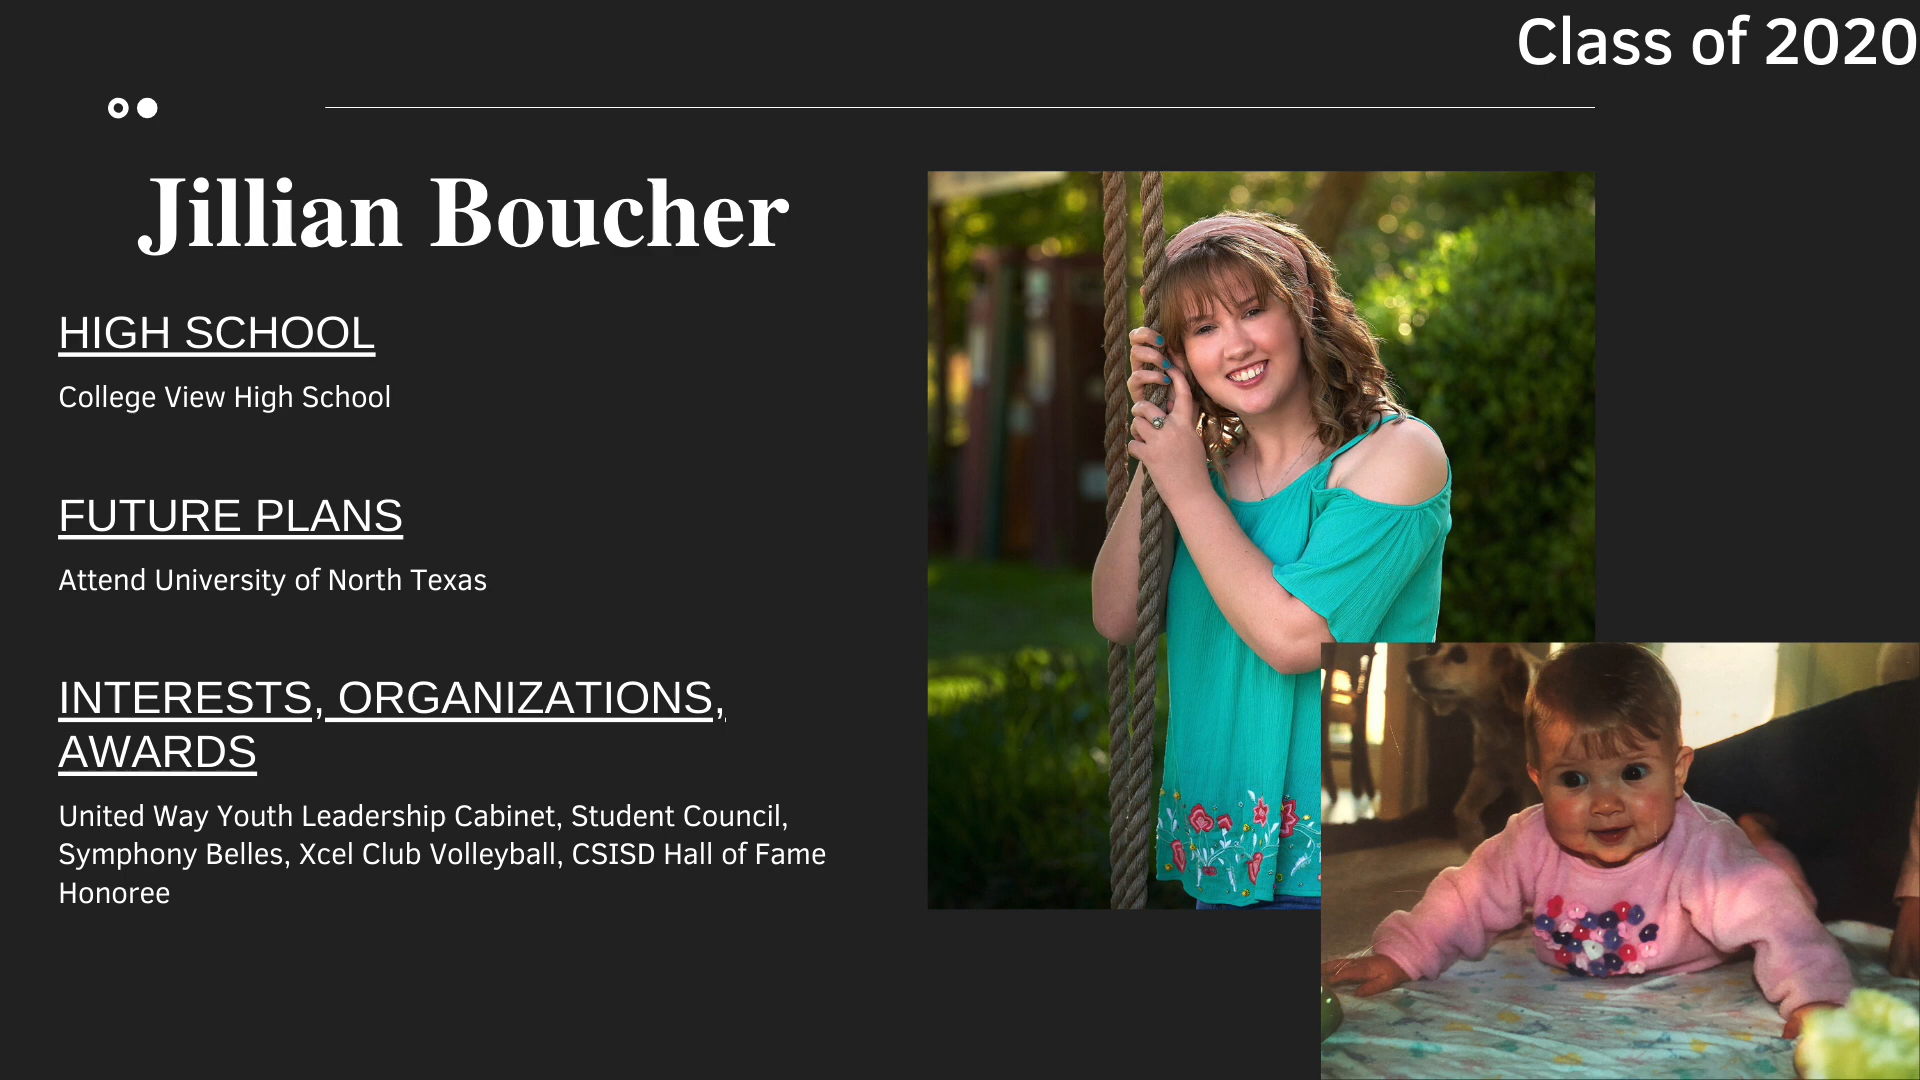 Class of 2020
Jillian Boucher
HIGH SCHOOL
College View High School
FUTURE PLANS
Attend University of North Texas
INTERESTS, ORGANIZATIONS,
AWARDS
United Way Youth Leadership Cabinet, Student Council,
Symphony Belles, Xcel Club Volleyball, CSISD Hall of Fame
Honoree